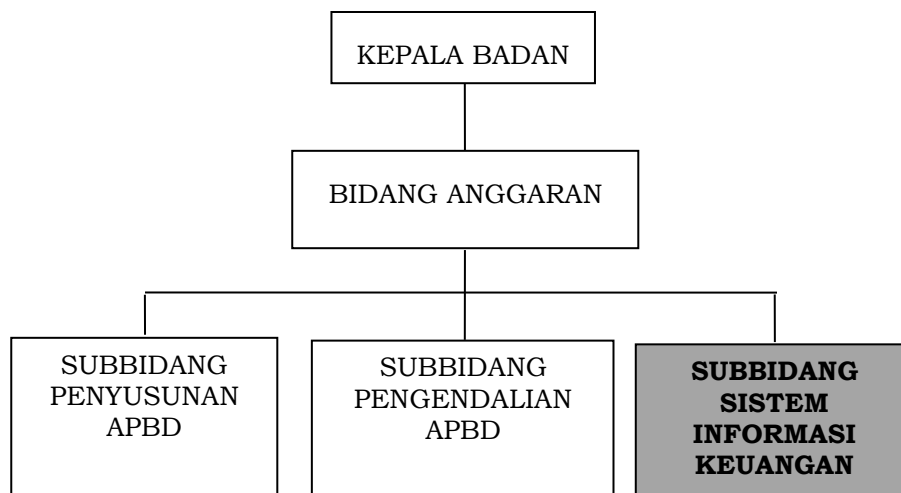 KEPALA BADAN
BIDANG ANGGARAN
SUBBIDANG
PENYUSUNAN
APBD
SUBBIDANG
PENGENDALIAN
APBD
SUBBIDANG
SISTEM
INFORMASI
KEUANGAN